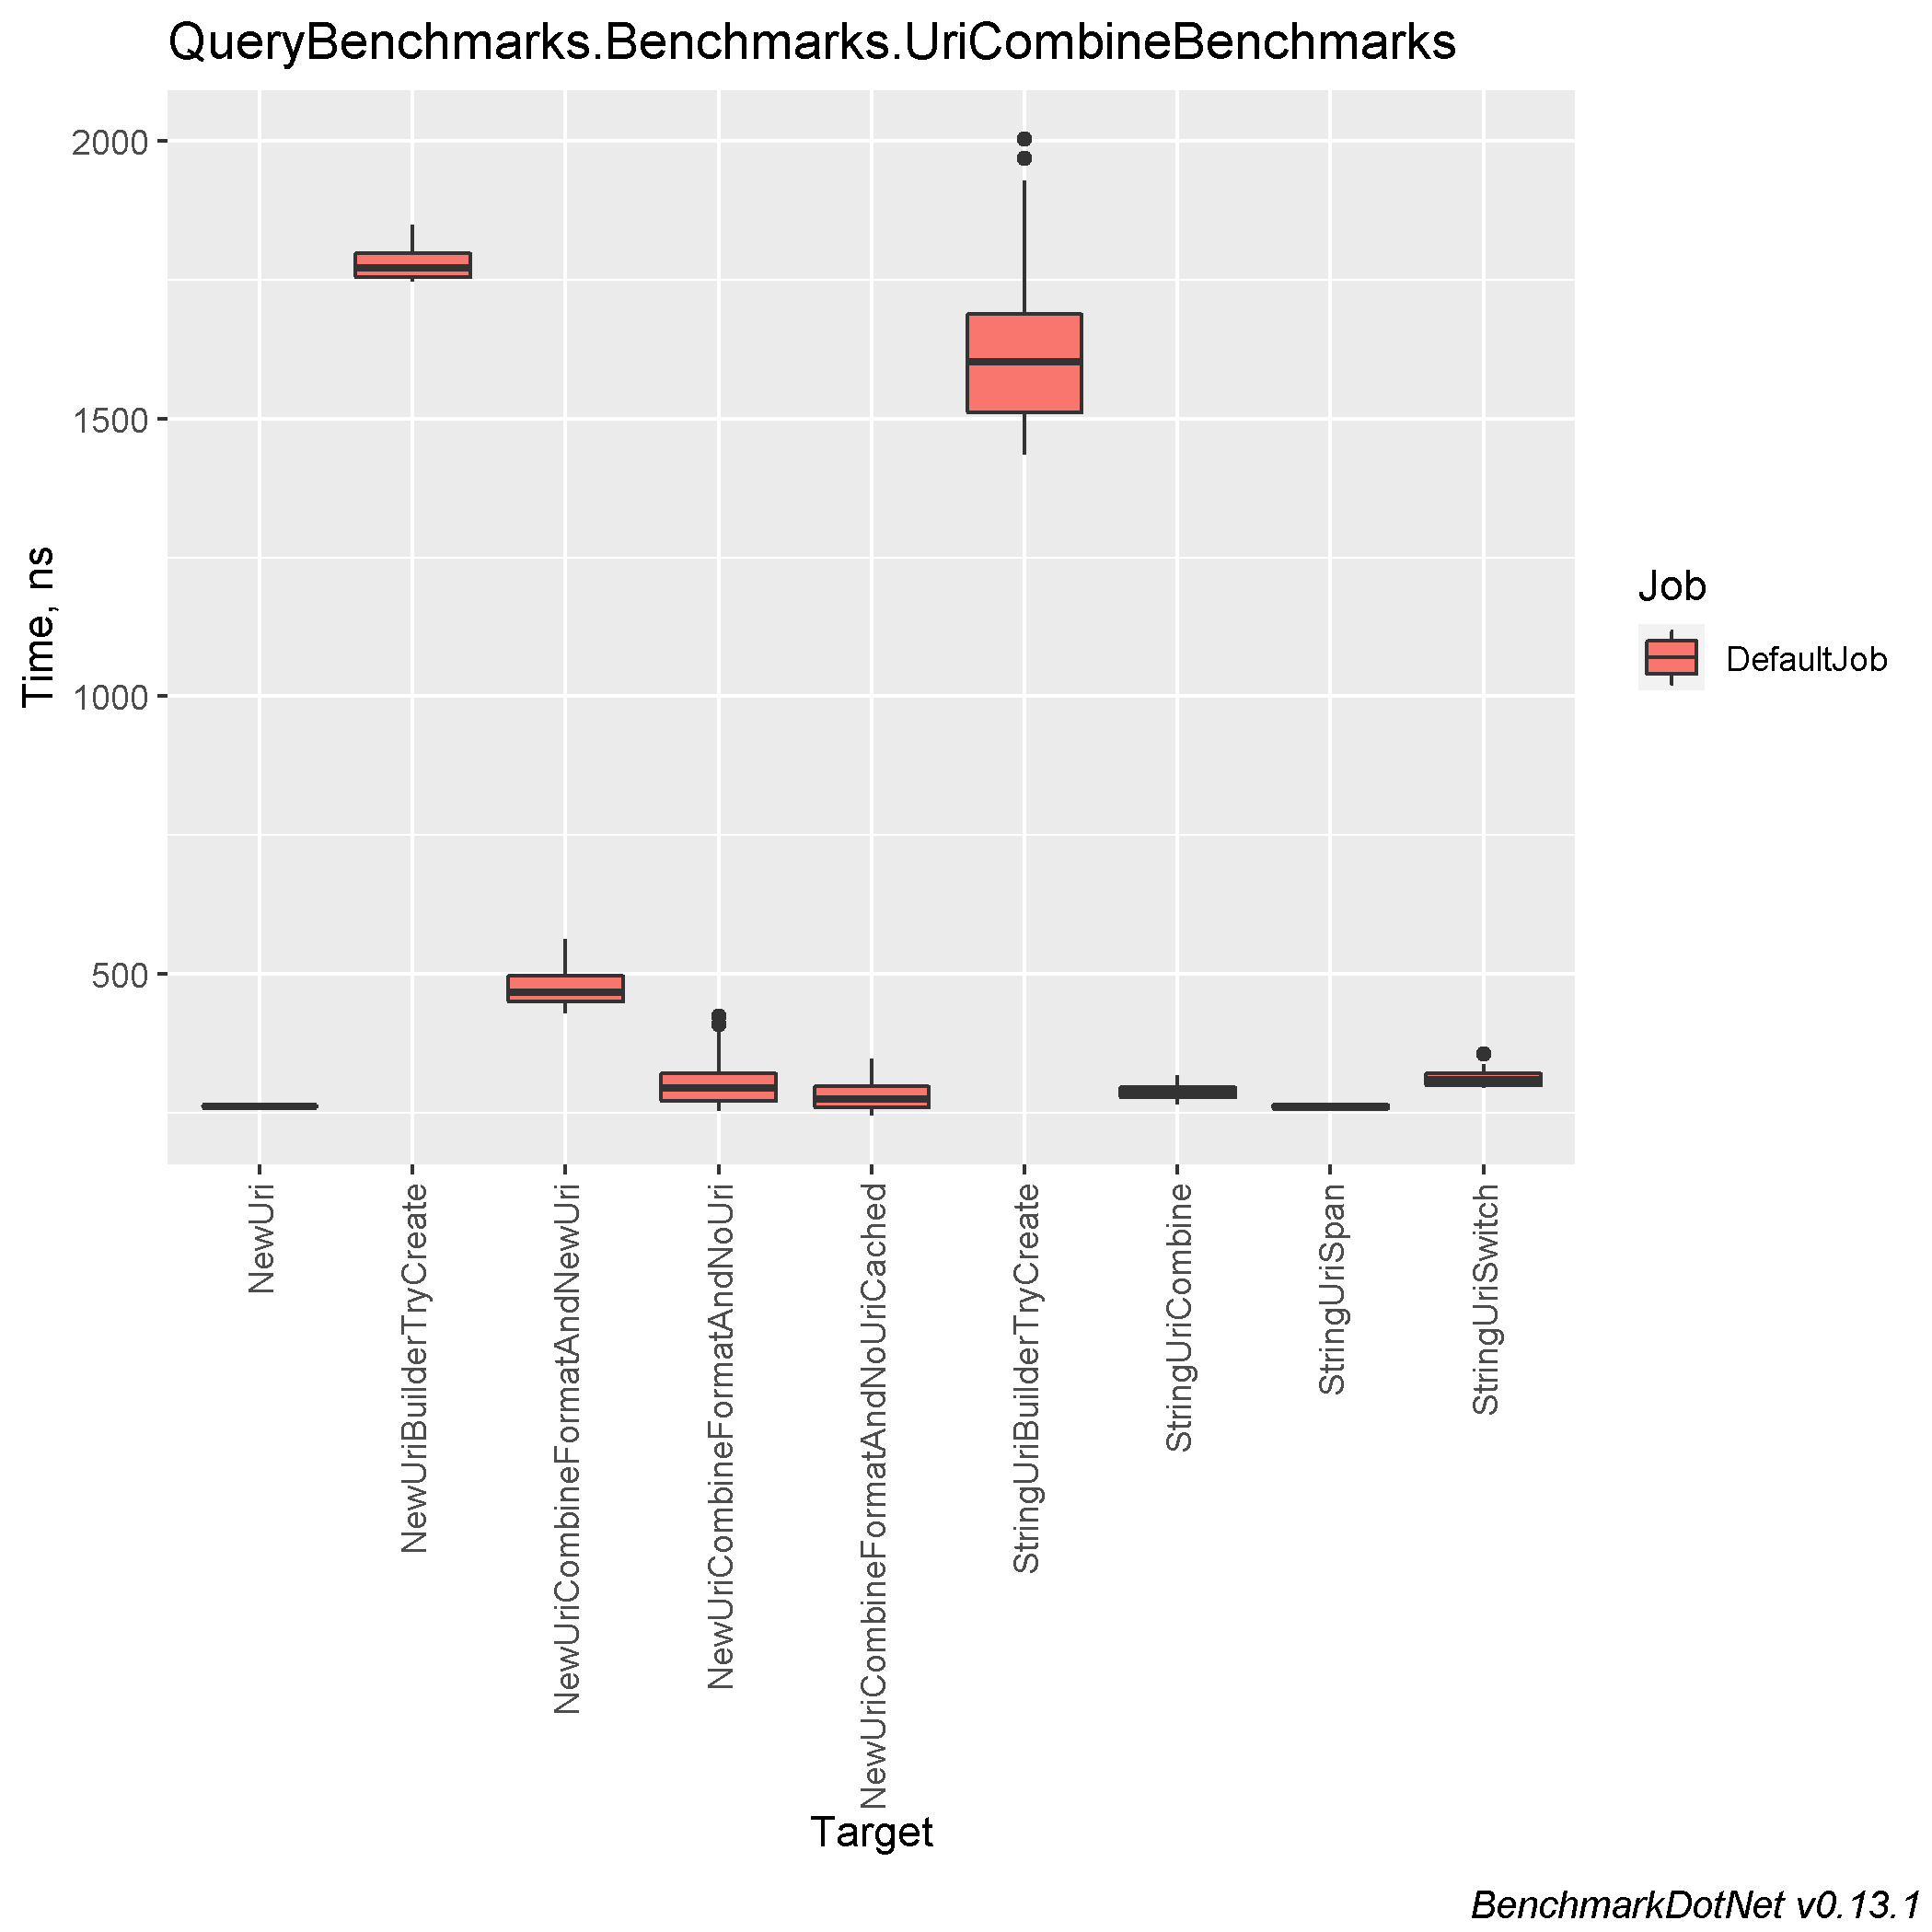 QueryBenchmarks.Benchmarks.UriCombineBenchmarks
Time, ns
2000
1500
1000
500
NewUri
NewUriBuilderTryCreate
NewUriCombineFormatAndNewUri
NewUriCombineFormatAndNoUri
NewUriCombineFormatAndNoUriCached
StringUriBuilderTryCreate
StringUriCombine
StringUriSpan
StringUriSwitch
Target
Job
DefaultJob
BenchmarkDotNet v0.13.1